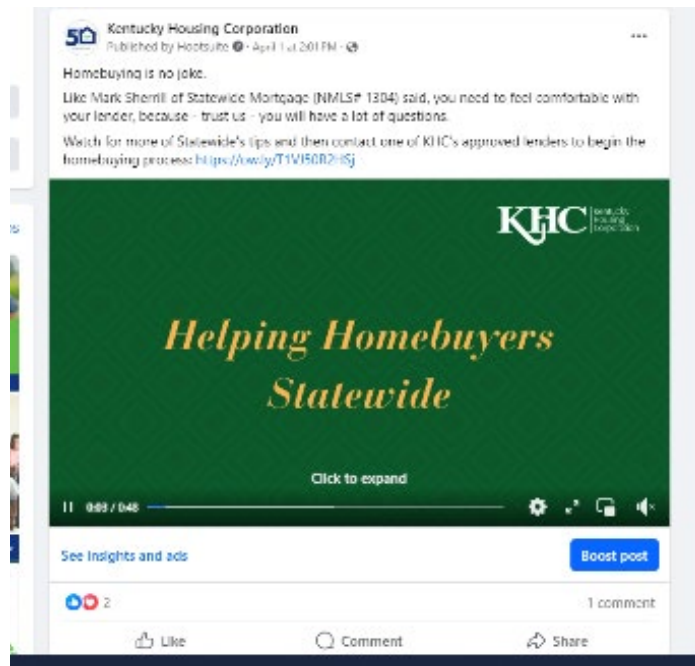 Kentucky Housing Corporation
Published by Hootsuite · April 1 at 2:01 PM ·
Homebuying is no joke.
Like Mark Sherrill of Statewide Mortgage (NMLS# 1304) said, you need to feel comfortable with
your lender, because - trust us - you will have a lot of questions.
Watch for more of Statewide's tips and then contact one of KHC's approved lenders to begin the
homebuying process:
KHC Kentucky
Housing
Corporation
Helping Homebuyers
Statewide
Click to expand
0:03 / 0:48
See insights and ads
Boost post
2
1 comment
Like
Comment
Share